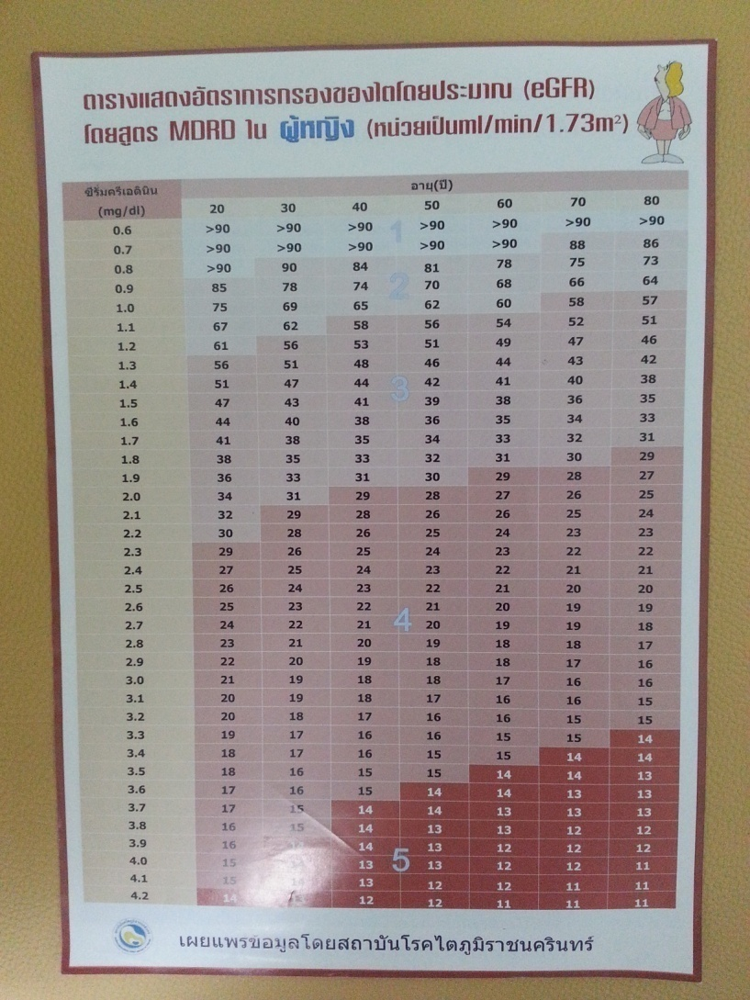 ตารางแสดงอัตราการกรองของไตโดยประมาณ (eGFR)
โดยสูตร MDRD ใน ผู้หญิง (หน่วยเป็นml/min/1.73m²)
ซีรั่มครีเอตินิน (mg/dl) อายุ(ปี)
20 30 40 50 60 70 80
0.6 >90 >90 >90 >90 >90 >90 >90
1
0.7 >90 >90 >90 >90 >90 88 86
0.8 >90 90 84 81 78 75 73
0.9 85 78 74 70 68 66 64
2
1.0 75 69 65 62 60 58 57
1.1 67 62 58 56 54 52 51
1.2 61 56 53 51 49 47 46
1.3 56 51 48 46 44 43 42
1.4 51 47 44 42 41 40 38
3
1.5 47 43 41 39 38 36 35
1.6 44 40 38 36 35 34 33
1.7 41 38 35 34 33 32 31
1.8 38 35 33 32 31 30 29
1.9 36 33 31 30 29 28 27
2.0 34 31 29 28 27 26 25
2.1 32 29 28 26 26 25 24
2.2 30 28 26 25 24 23 23
2.3 29 26 25 24 23 22 22
2.4 27 25 24 23 22 21 21
2.5 26 24 23 22 21 20 20
2.6 25 23 22 21 20 19 19
4
2.7 24 22 21 20 19 19 18
2.8 23 21 20 19 18 18 17
2.9 22 20 19 18 18 17 16
3.0 21 19 18 18 17 16 16
3.1 20 19 18 17 16 16 15
3.2 20 18 17 16 16 15 15
3.3 19 17 16 16 15 15 14
3.4 18 17 16 15 15 14 14
3.5 18 16 15 15 14 14 13
3.6 17 16 15 14 14 13 13
3.7 17 15 14 14 13 13 13
3.8 16 15 14 13 13 12 12
3.9 16 14 13 12 12 12
5
4.0 15 13 13 12 12 11
4.1 15 14 13 12 12 11 11
4.2 14 12 12 11 11 11
เผยแพร่ข้อมูลโดยสถาบันโรคไตภูมิราชนครินทร์